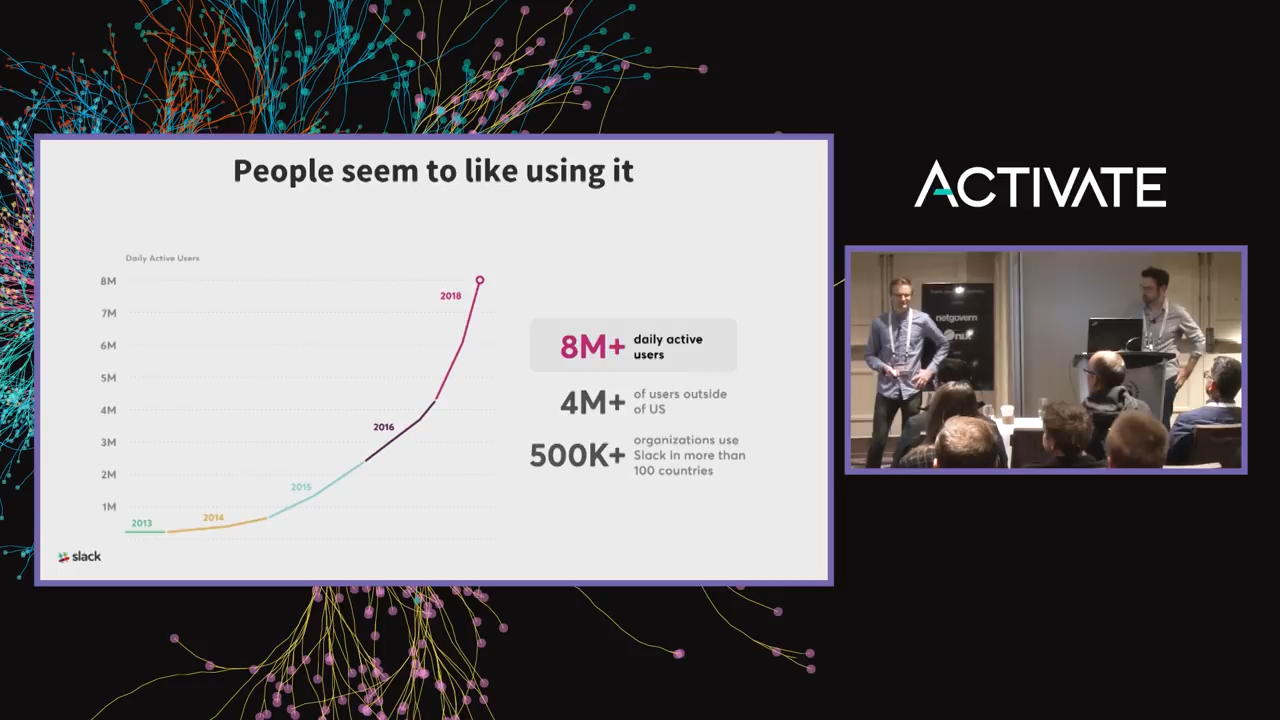 People seem to like using it
Daily Active Users
8M
7M
6M
5M
4M
3M
2M
1M
2013
2014
2015
2016
2018
8M+ daily active
users
4M+ of users outside
of US
500K+ organizations use
Slack in more than
100 countries
slack
ACTIVATE
netgovern
nix